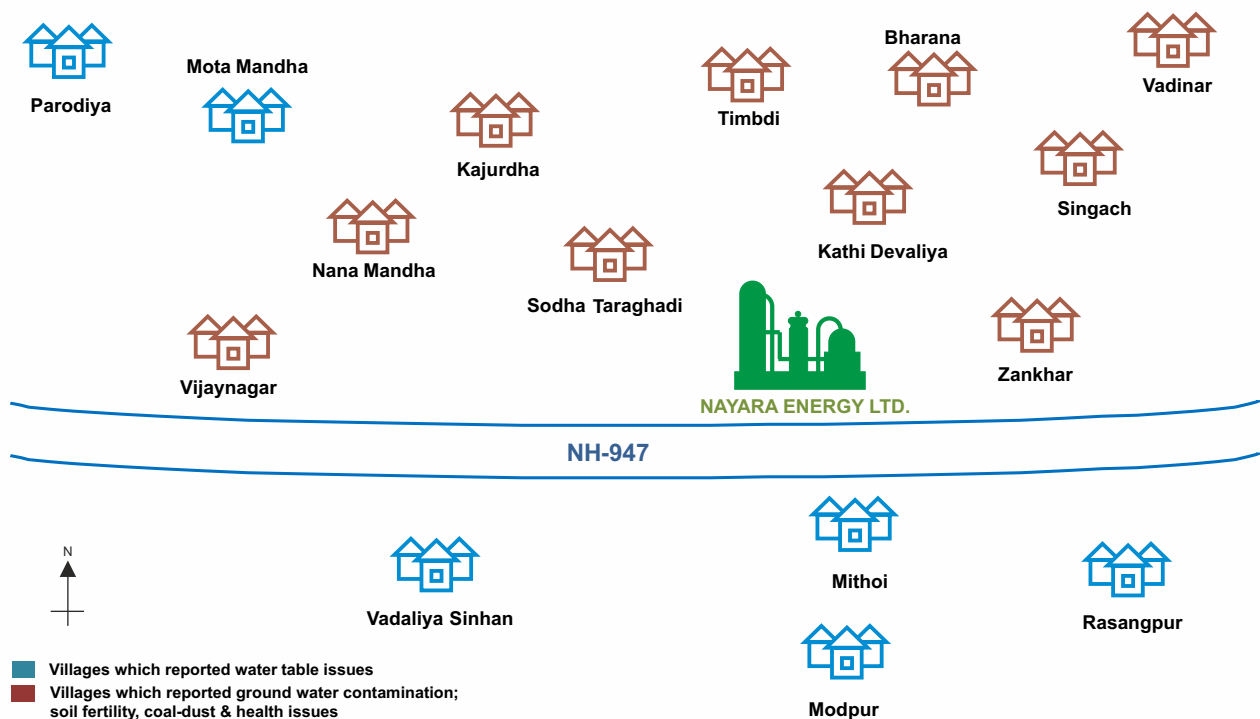 Bharana
Mota Mandha
Vadinar
Parodiya
Timbdi
Kajurdha
Singach
Kathi Devaliya
Nana Mandha
Sodha Taraghadi
Zankhar
Vijaynagar
NAYARA ENERGY LTD.
NH-947
N
Mithoi
Vadaliya Sinhan
Rasangpur
Modpur
Villages which reported water table issues
Villages which reported ground water contamination;
soil fertility, coal-dust & health issues